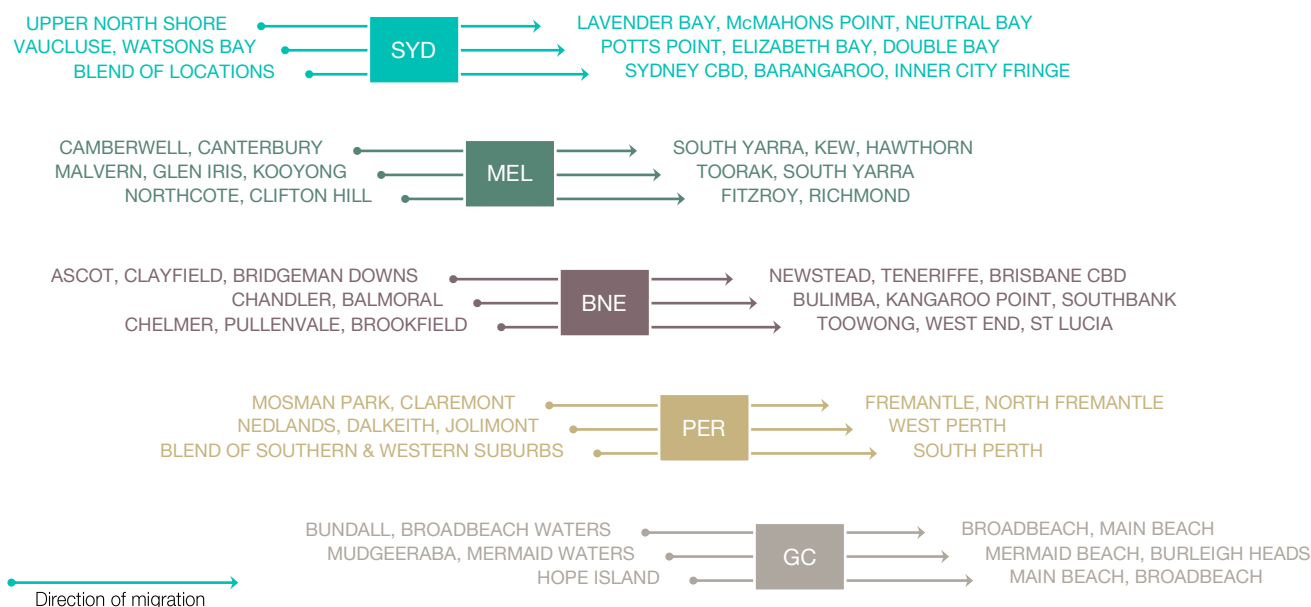 UPPER NORTH SHORE
LAVENDER BAY, McMAHONS POINT, NEUTRAL BAY
VAUCLUSE, WATSONS BAY
SYD
POTTS POINT, ELIZABETH BAY, DOUBLE BAY
BLEND OF LOCATIONS
SYDNEY CBD, BARANGAROO, INNER CITY FRINGE
CAMBERWELL, CANTERBURY
SOUTH YARRA, KEW, HAWTHORN
MALVERN, GLEN IRIS, KOOYONG
MEL
TOORAK, SOUTH YARRA
NORTHCOTE, CLIFTON HILL
FITZROY, RICHMOND
ASCOT, CLAYFIELD, BRIDGEMAN DOWNS
NEWSTEAD, TENERIFFE, BRISBANE CBD
CHANDLER, BALMORAL
BNE
BULIMBA, KANGAROO POINT, SOUTHBANK
CHELMER, PULLENVALE, BROOKFIELD
TOOWONG, WEST END, ST LUCIA
MOSMAN PARK, CLAREMONT
FREMANTLE, NORTH FREMANTLE
NEDLANDS, DALKEITH, JOLIMONT
PER
WEST PERTH
BLEND OF SOUTHERN & WESTERN SUBURBS
SOUTH PERTH
BUNDALL, BROADBEACH WATERS
BROADBEACH, MAIN BEACH
MUDGEERABA, MERMAID WATERS
GC
MERMAID BEACH, BURLEIGH HEADS
HOPE ISLAND
MAIN BEACH, BROADBEACH
Direction of migration